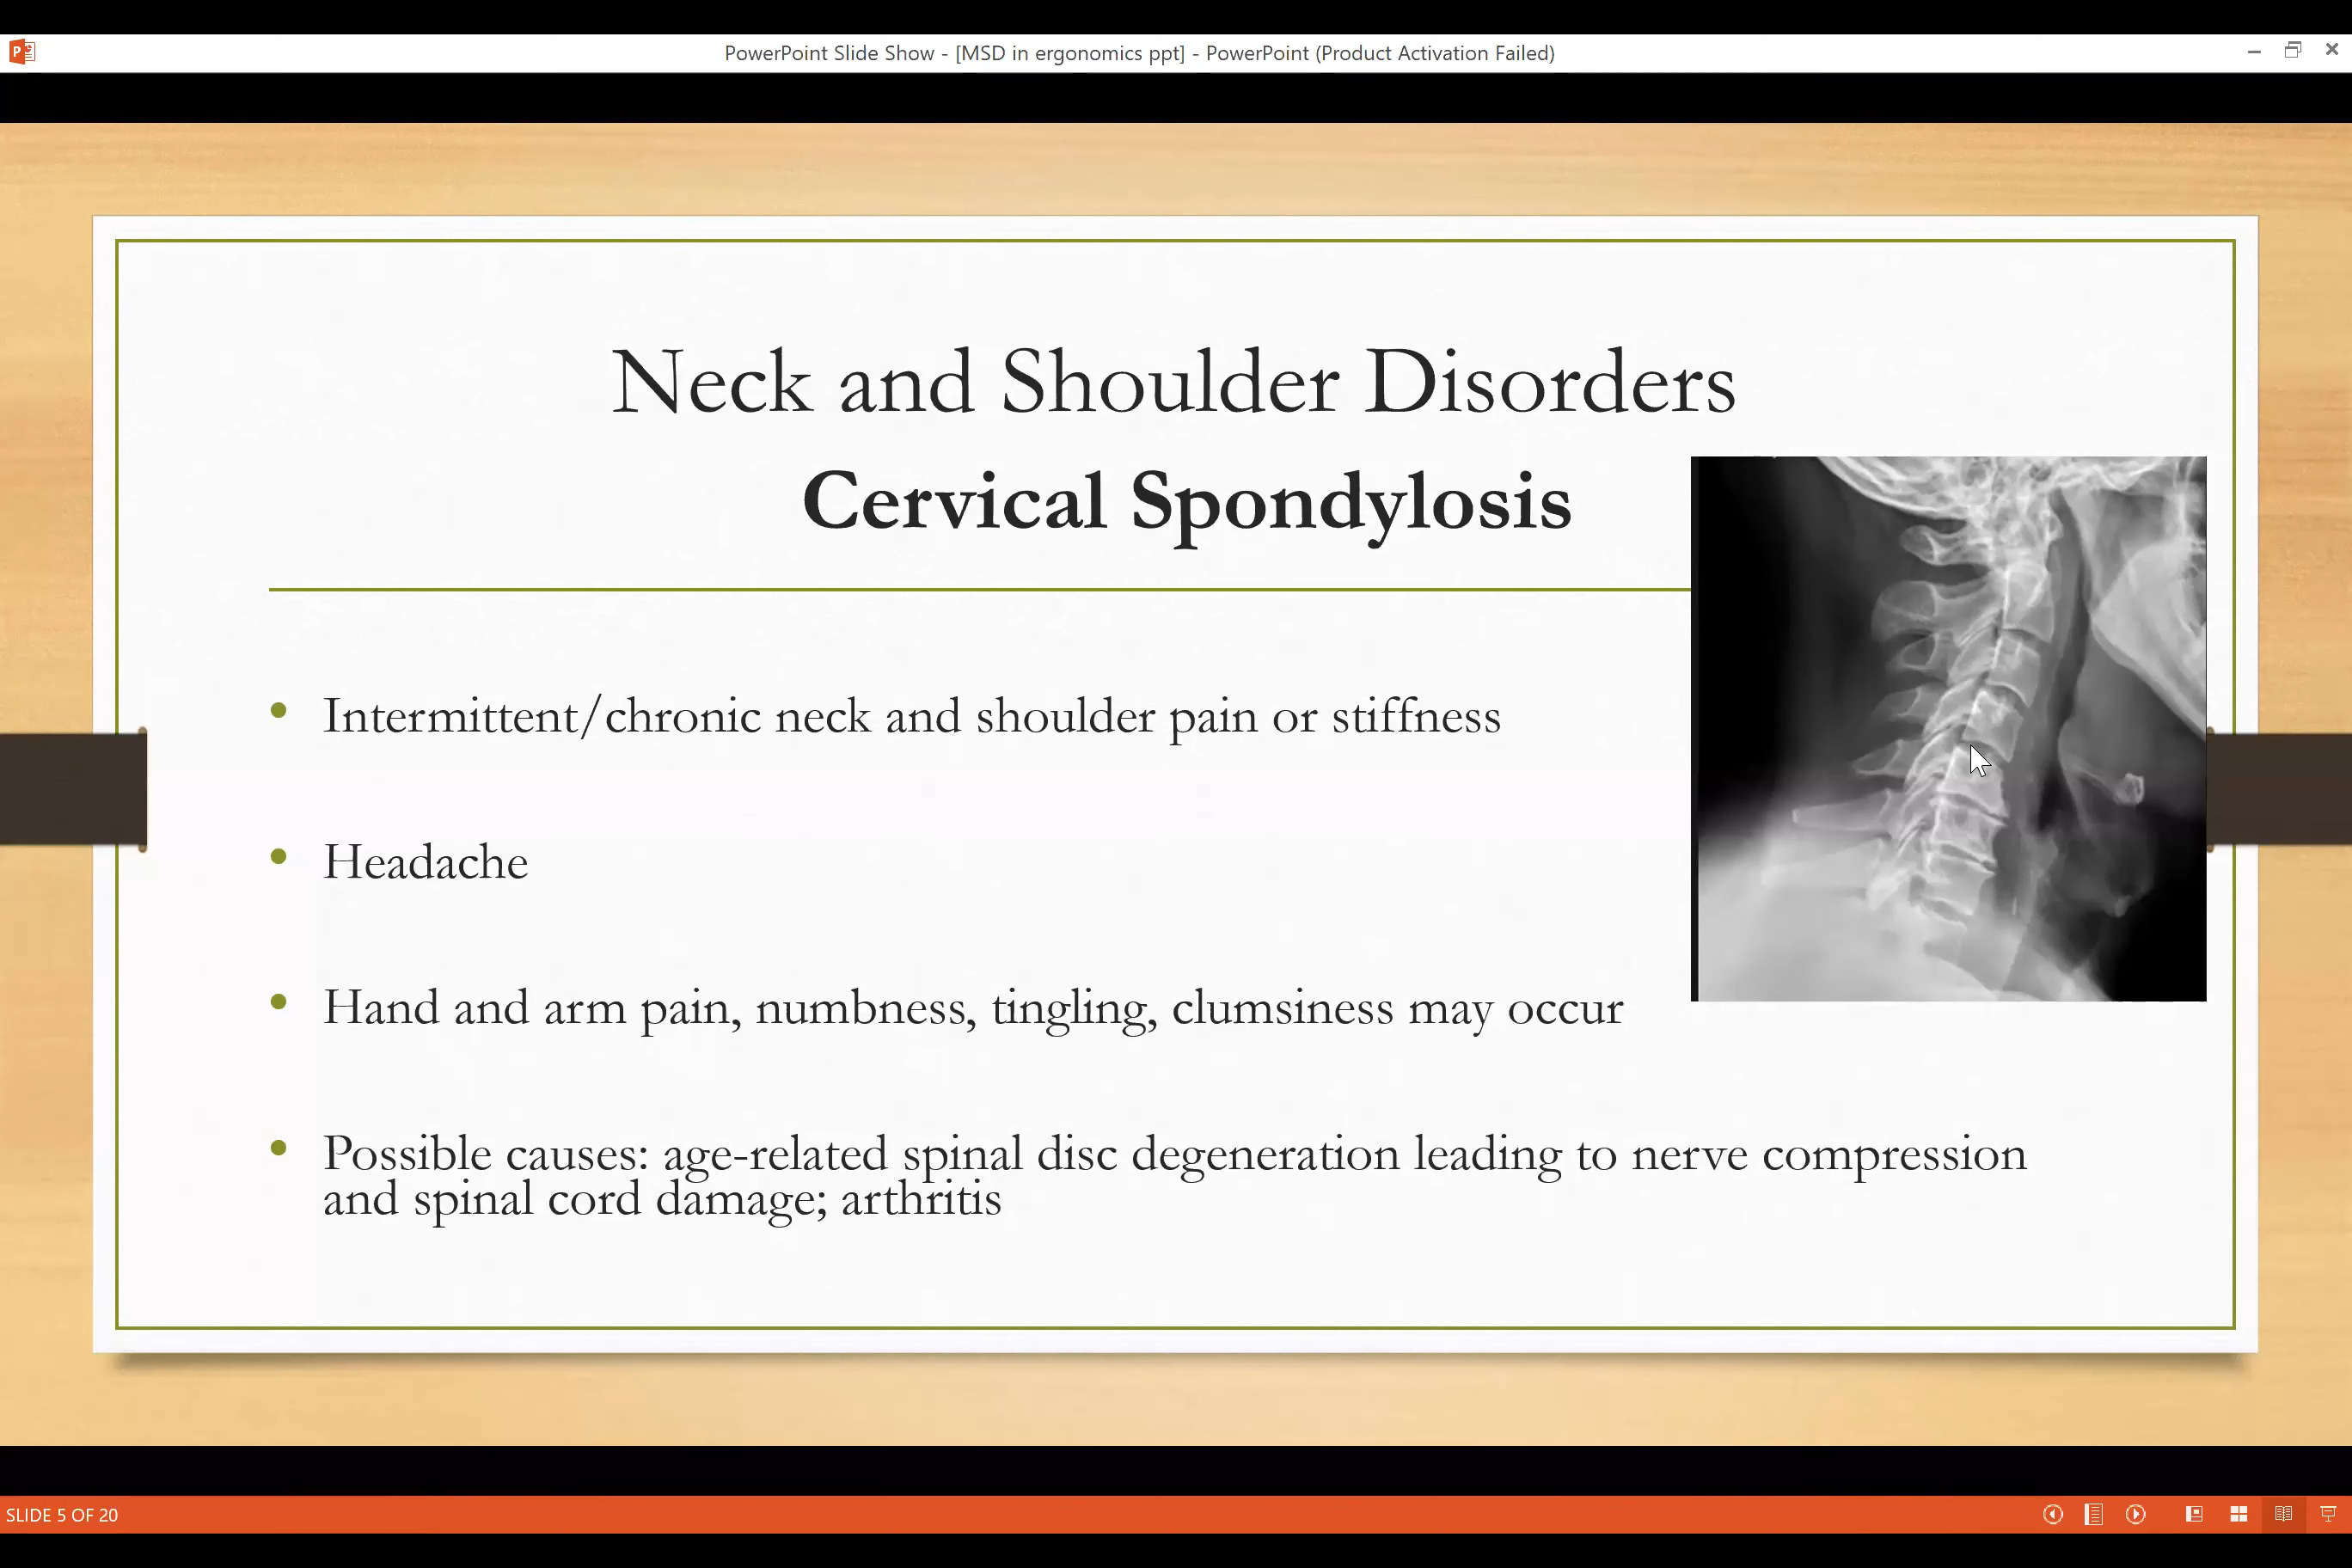 PowerPoint Slide Show - [MSD in ergonomics ppt] - PowerPoint (Product Activation Failed)
Neck and Shoulder Disorders
Cervical Spondylosis
• Intermittent/chronic neck and shoulder pain or stiffness
• Headache
• Hand and arm pain, numbness, tingling, clumsiness may occur
• Possible causes: age-related spinal disc degeneration leading to nerve compression
and spinal cord damage; arthritis
SLIDE 5 OF 20